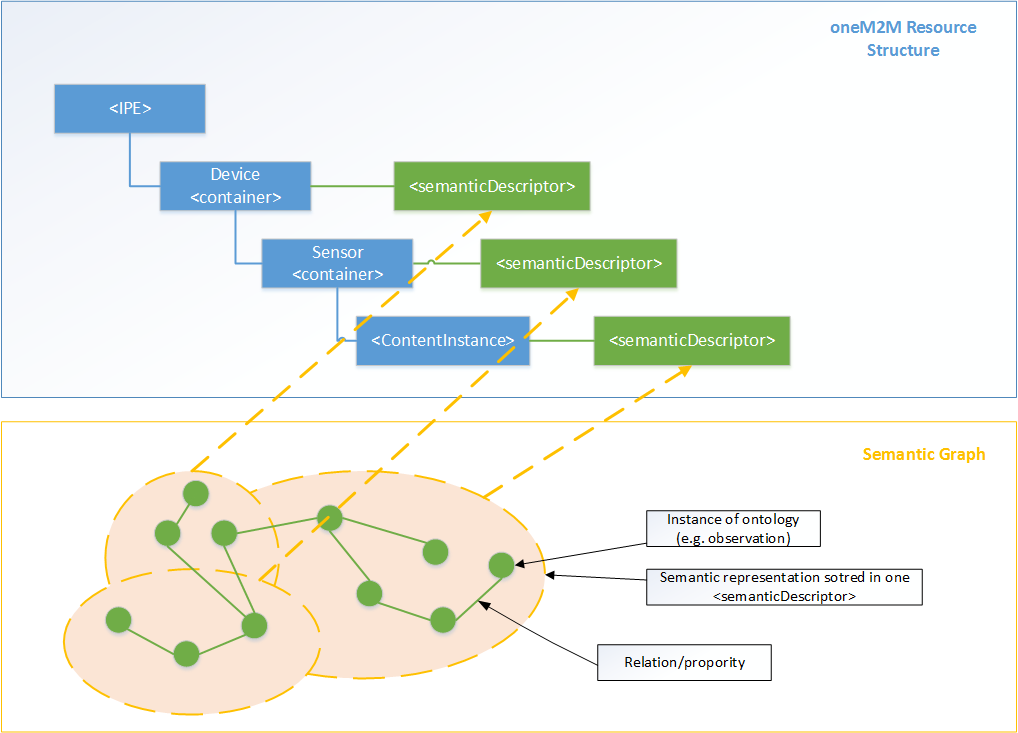 oneM2M Resource
Structure
<IPE>
Device
<container>
<semanticDescriptor>
Sensor
<container>
<semanticDescriptor>
<ContentInstance>
<semanticDescriptor>
Semantic Graph
Instance of ontology
(e.g. observation)
Semantic representation sotred in one
<semanticDescriptor>
Relation/propority